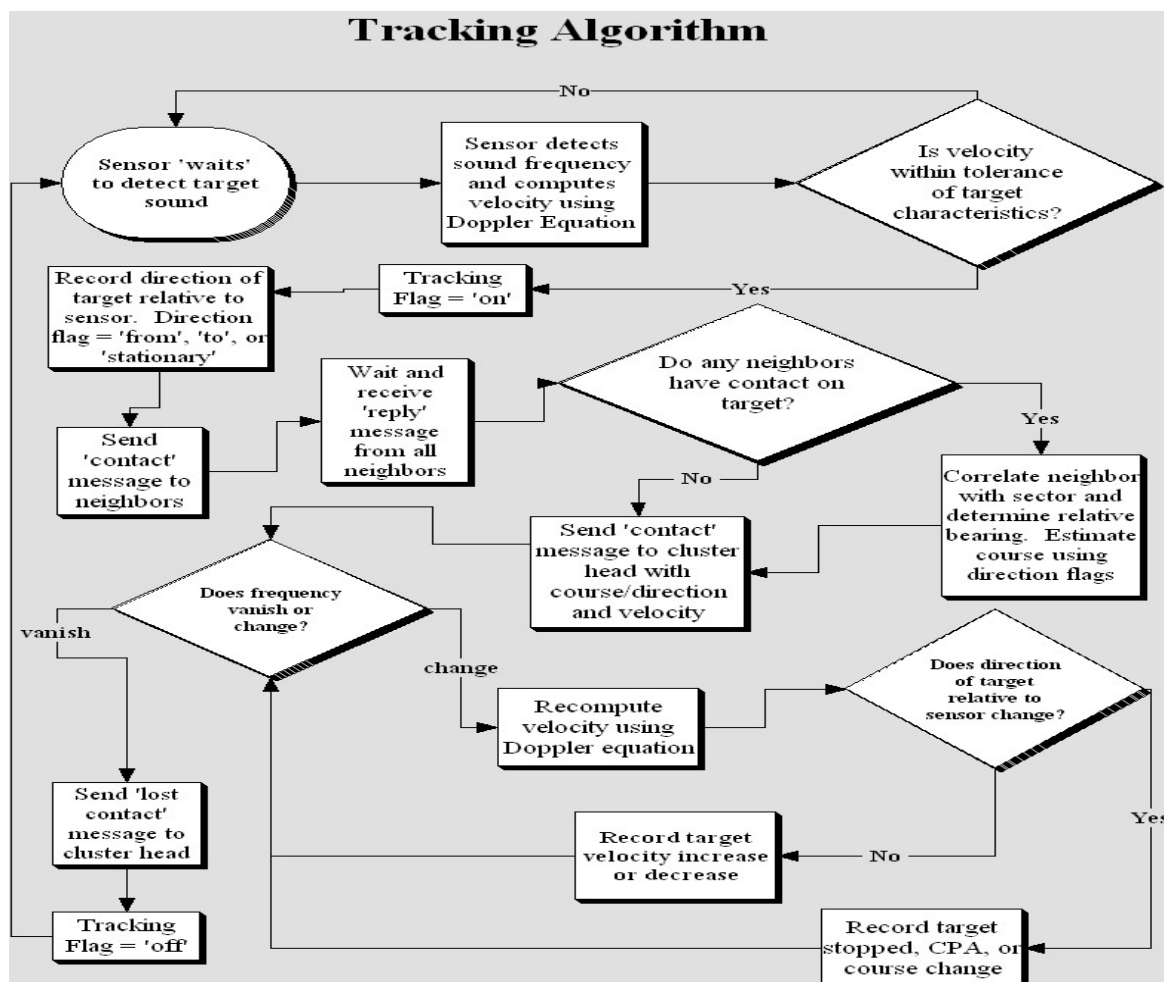 Tracking Algorithm
No
Sensor 'waits'
to detect target
sound
Sensor detects
sound frequency
and computes
velocity using
Doppler Equation
Is velocity
within tolerance
of target
characteristics?
Yes
Tracking
Flag = 'on'
Record direction of
target relative to
sensor. Direction
flag = 'from', 'to', or
'stationary'
Send
'contact'
message to
neighbors
Wait and
receive
'reply'
message
from all
neighbors
Do any neighbors
have contact on
target?
Yes
No
Correlate neighbor
with sector and
determine relative
bearing. Estimate
course using
direction flags
Send 'contact'
message to cluster
head with
course/direction
and velocity
Does frequency
vanish or
change?
vanish
change
Recompute
velocity using
Doppler equation
Does direction
of target
relative to
sensor change?
Yes
No
Record target
velocity increase
or decrease
Send 'lost
contact'
message to
cluster head
Tracking
Flag = 'off'
Record target
stopped, CPA, or
course change